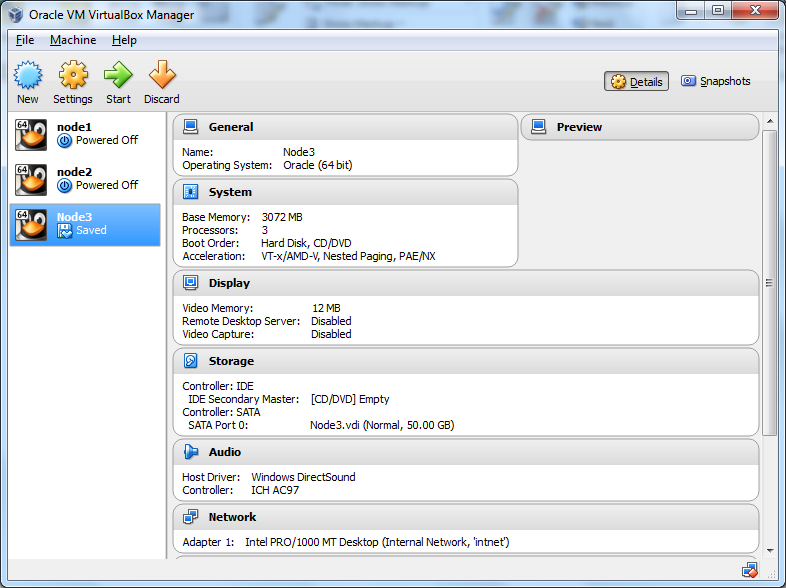 Oracle VM VirtualBox Manager
File Machine Help
New Settings Start Discard
Details Snapshots
64 node1
Powered Off
64 node2
Powered Off
64 Node3
Saved
General
Name: Node3
Operating System: Oracle (64 bit)
Preview
System
Base Memory: 3072 MB
Processors: 3
Boot Order: Hard Disk, CD/DVD
Acceleration: VT-x/AMD-V, Nested Paging, PAE/NX
Display
Video Memory: 12 MB
Remote Desktop Server: Disabled
Video Capture: Disabled
Storage
Controller: IDE
IDE Secondary Master: [CD/DVD] Empty
Controller: SATA
SATA Port 0: Node3.vdi (Normal, 50.00 GB)
Audio
Host Driver: Windows DirectSound
Controller: ICH AC97
Network
Adapter 1: Intel PRO/1000 MT Desktop (Internal Network, 'intnet')